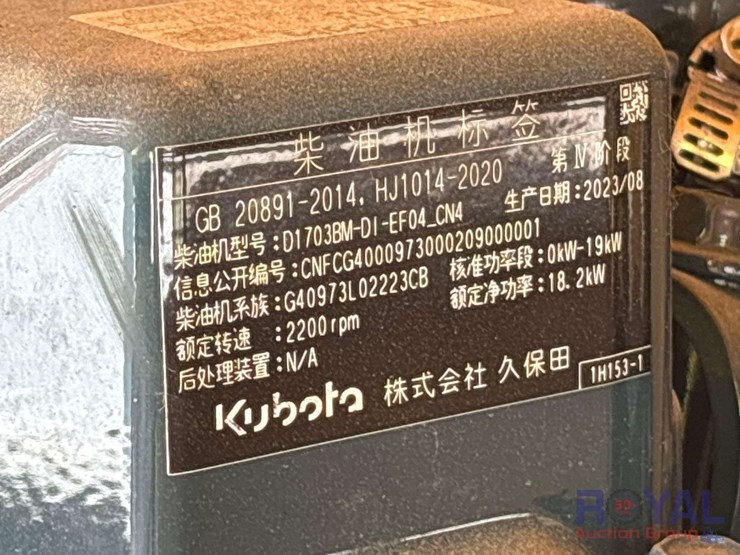 柴油机标签
GB 20891-2014, HJ1014-2020 第Ⅳ阶段
柴油机型号:D1703BM-DI-EF04_CN4 生产日期:2023/08
信息公开编号:CNFCG40009730002090000001
柴油机系族:G40973L02223CB 核准功率段:0kW-19kW
额定转速 :2200rpm 额定净功率:18.2kW
后处理装置:N/A
Kubota 株式会社 久保田 1H153-1
ROYAL
Auction Group